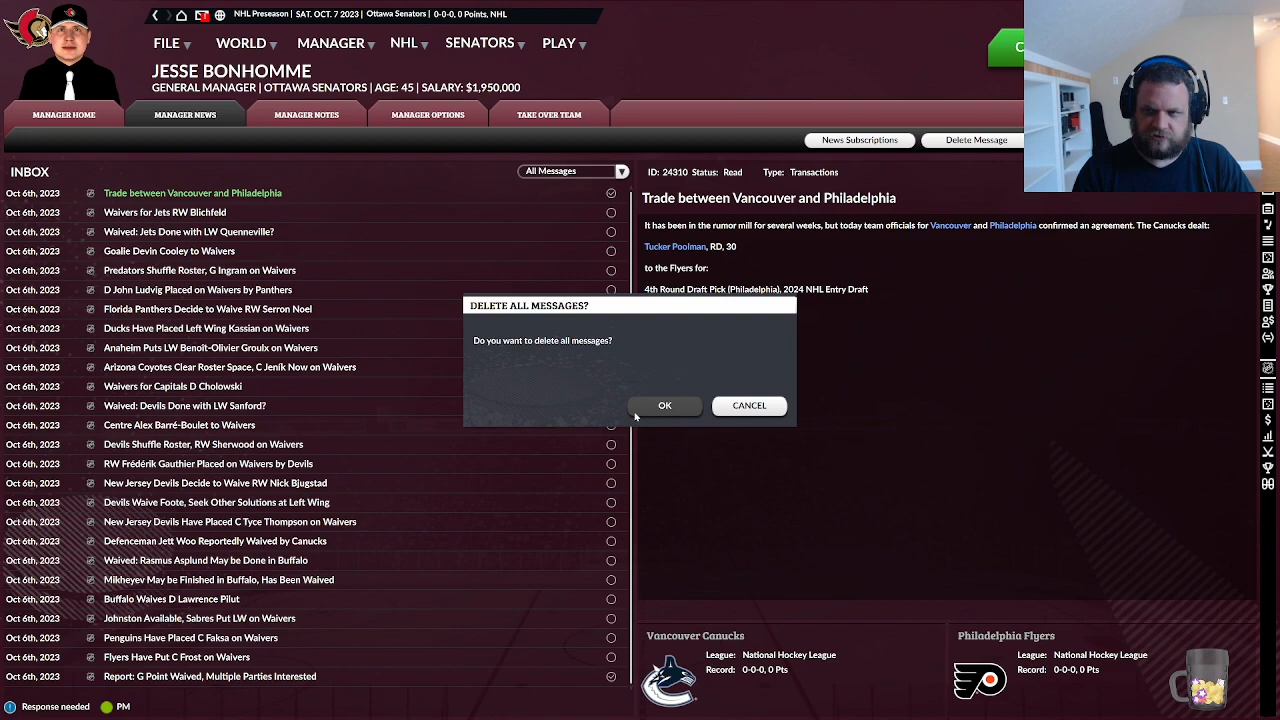 NHL Preseason | SAT. OCT. 7 2023 | Ottawa Senators | 0-0-0, 0 Points, NHL
FILE WORLD MANAGER NHL SENATORS PLAY
JESSE BONHOMME
GENERAL MANAGER | OTTAWA SENATORS | AGE: 45 | SALARY: $1,950,000
MANAGER HOME MANAGER NEWS MANAGER NOTES MANAGER OPTIONS TAKE OVER TEAM
News Subscriptions Delete Message
INBOX All Messages
Oct 6th, 2023 Trade between Vancouver and Philadelphia
Oct 6th, 2023 Waivers for Jets RW Blichfeld
Oct 6th, 2023 Waived: Jets Done with LW Quenneville?
Oct 6th, 2023 Goalie Devin Cooley to Waivers
Oct 6th, 2023 Predators Shuffle Roster, G Ingram on Waivers
Oct 6th, 2023 D John Ludvig Placed on Waivers by Panthers
Oct 6th, 2023 Florida Panthers Decide to Waive RW Serron Noel
Oct 6th, 2023 Ducks Have Placed Left Wing Kassian on Waivers
Oct 6th, 2023 Anaheim Puts LW Benoît-Olivier Groulx on Waivers
Oct 6th, 2023 Arizona Coyotes Clear Roster Space, C Jeník Now on Waivers
Oct 6th, 2023 Waivers for Capitals D Cholowski
Oct 6th, 2023 Waived: Devils Done with LW Sanford?
Oct 6th, 2023 Centre Alex Barré-Boulet to Waivers
Oct 6th, 2023 Devils Shuffle Roster, RW Sherwood on Waivers
Oct 6th, 2023 RW Frédérik Gauthier Placed on Waivers by Devils
Oct 6th, 2023 New Jersey Devils Decide to Waive RW Nick Bjugstad
Oct 6th, 2023 Devils Waive Foote, Seek Other Solutions at Left Wing
Oct 6th, 2023 New Jersey Devils Have Placed C Tyce Thompson on Waivers
Oct 6th, 2023 Defenceman Jett Woo Reportedly Waived by Canucks
Oct 6th, 2023 Waived: Rasmus Asplund May be Done in Buffalo
Oct 6th, 2023 Mikheyev May be Finished in Buffalo, Has Been Waived
Oct 6th, 2023 Buffalo Waives D Lawrence Pilut
Oct 6th, 2023 Johnston Available, Sabres Put LW on Waivers
Oct 6th, 2023 Penguins Have Placed C Faksa on Waivers
Oct 6th, 2023 Flyers Have Put C Frost on Waivers
Oct 6th, 2023 Report: G Point Waived, Multiple Parties Interested
Response needed PM
ID: 24310 Status: Read Type: Transactions
Trade between Vancouver and Philadelphia
It has been in the rumor mill for several weeks, but today team officials for Vancouver and Philadelphia confirmed an agreement. The Canucks dealt:
Tucker Poolman, RD, 30
to the Flyers for:
4th Round Draft Pick (Philadelphia), 2024 NHL Entry Draft
DELETE ALL MESSAGES?
Do you want to delete all messages?
OK CANCEL
Vancouver Canucks
League: National Hockey League
Record: 0-0-0, 0 Pts
Philadelphia Flyers
League: National Hockey League
Record: 0-0-0, 0 Pts